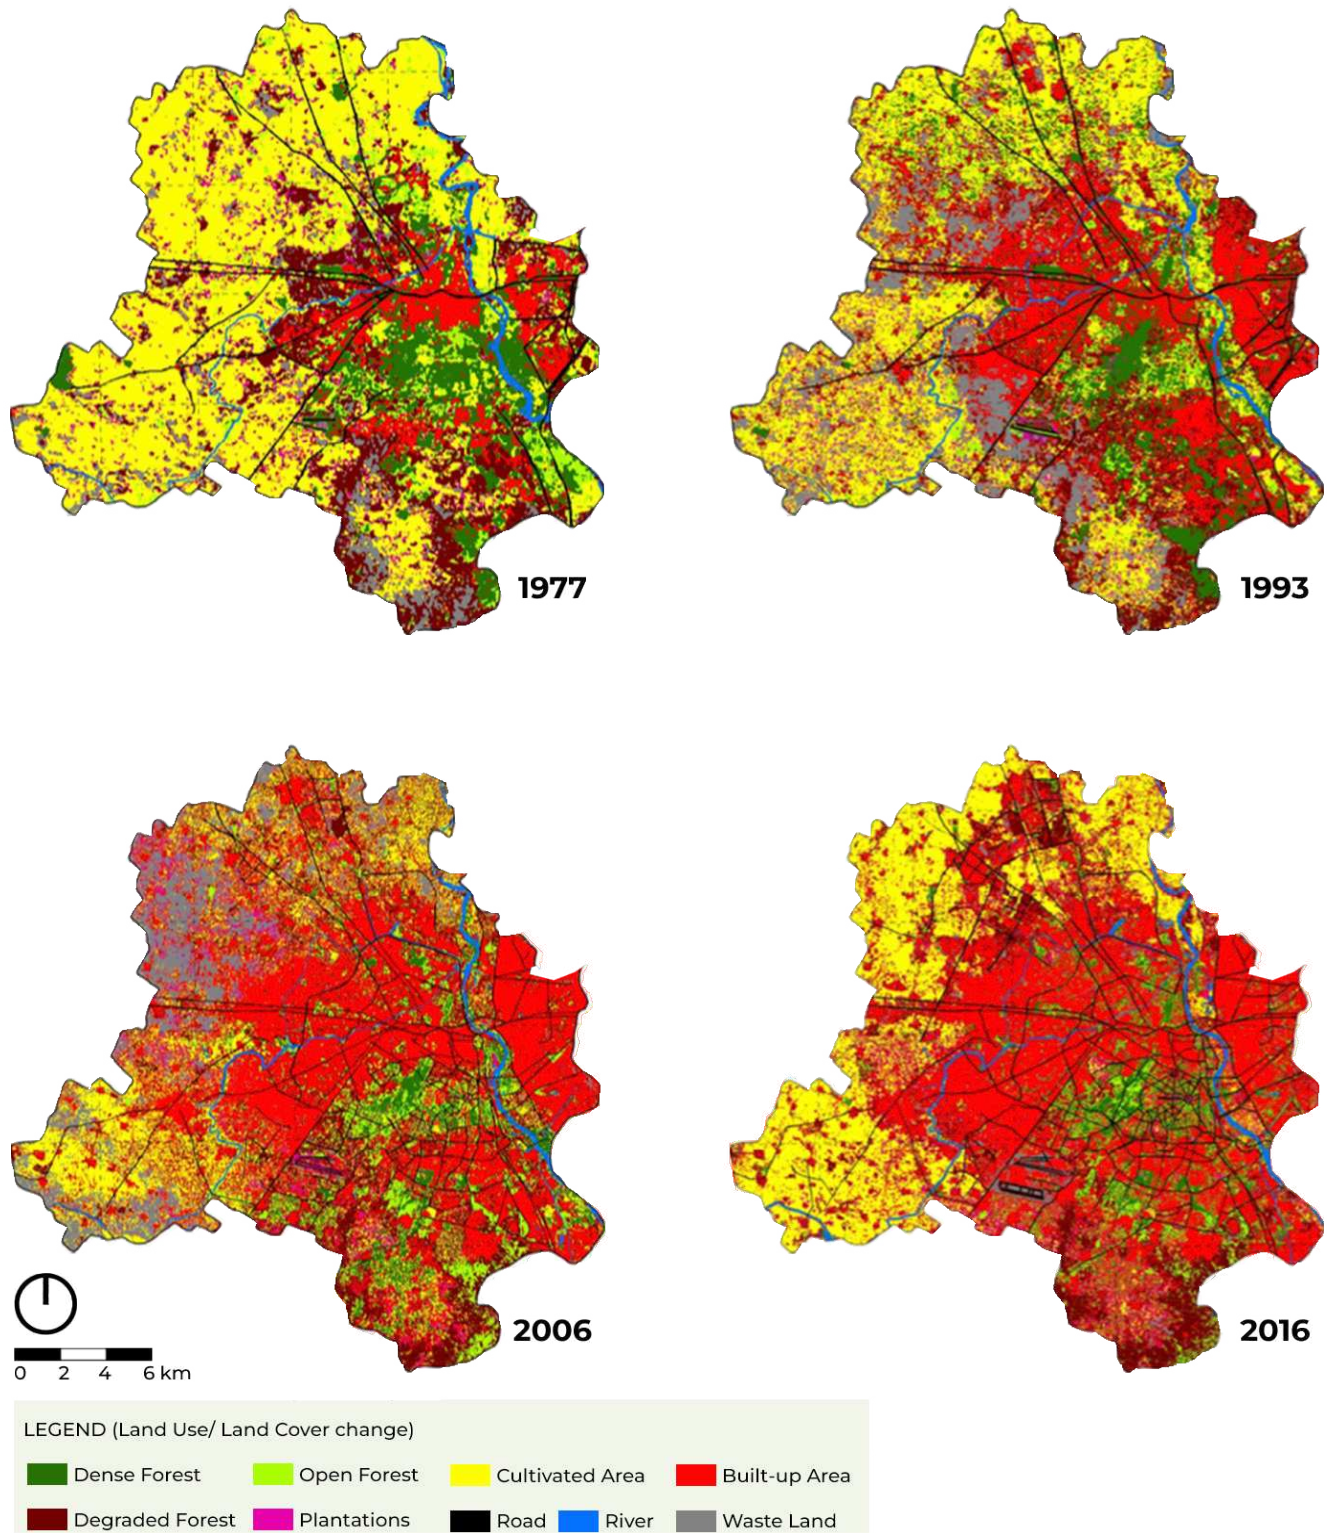 1977
1993
2006
2016
0 2 4 6 km
LEGEND (Land Use/ Land Cover change)
Dense Forest Open Forest Cultivated Area Built-up Area
Degraded Forest Plantations Road River Waste Land